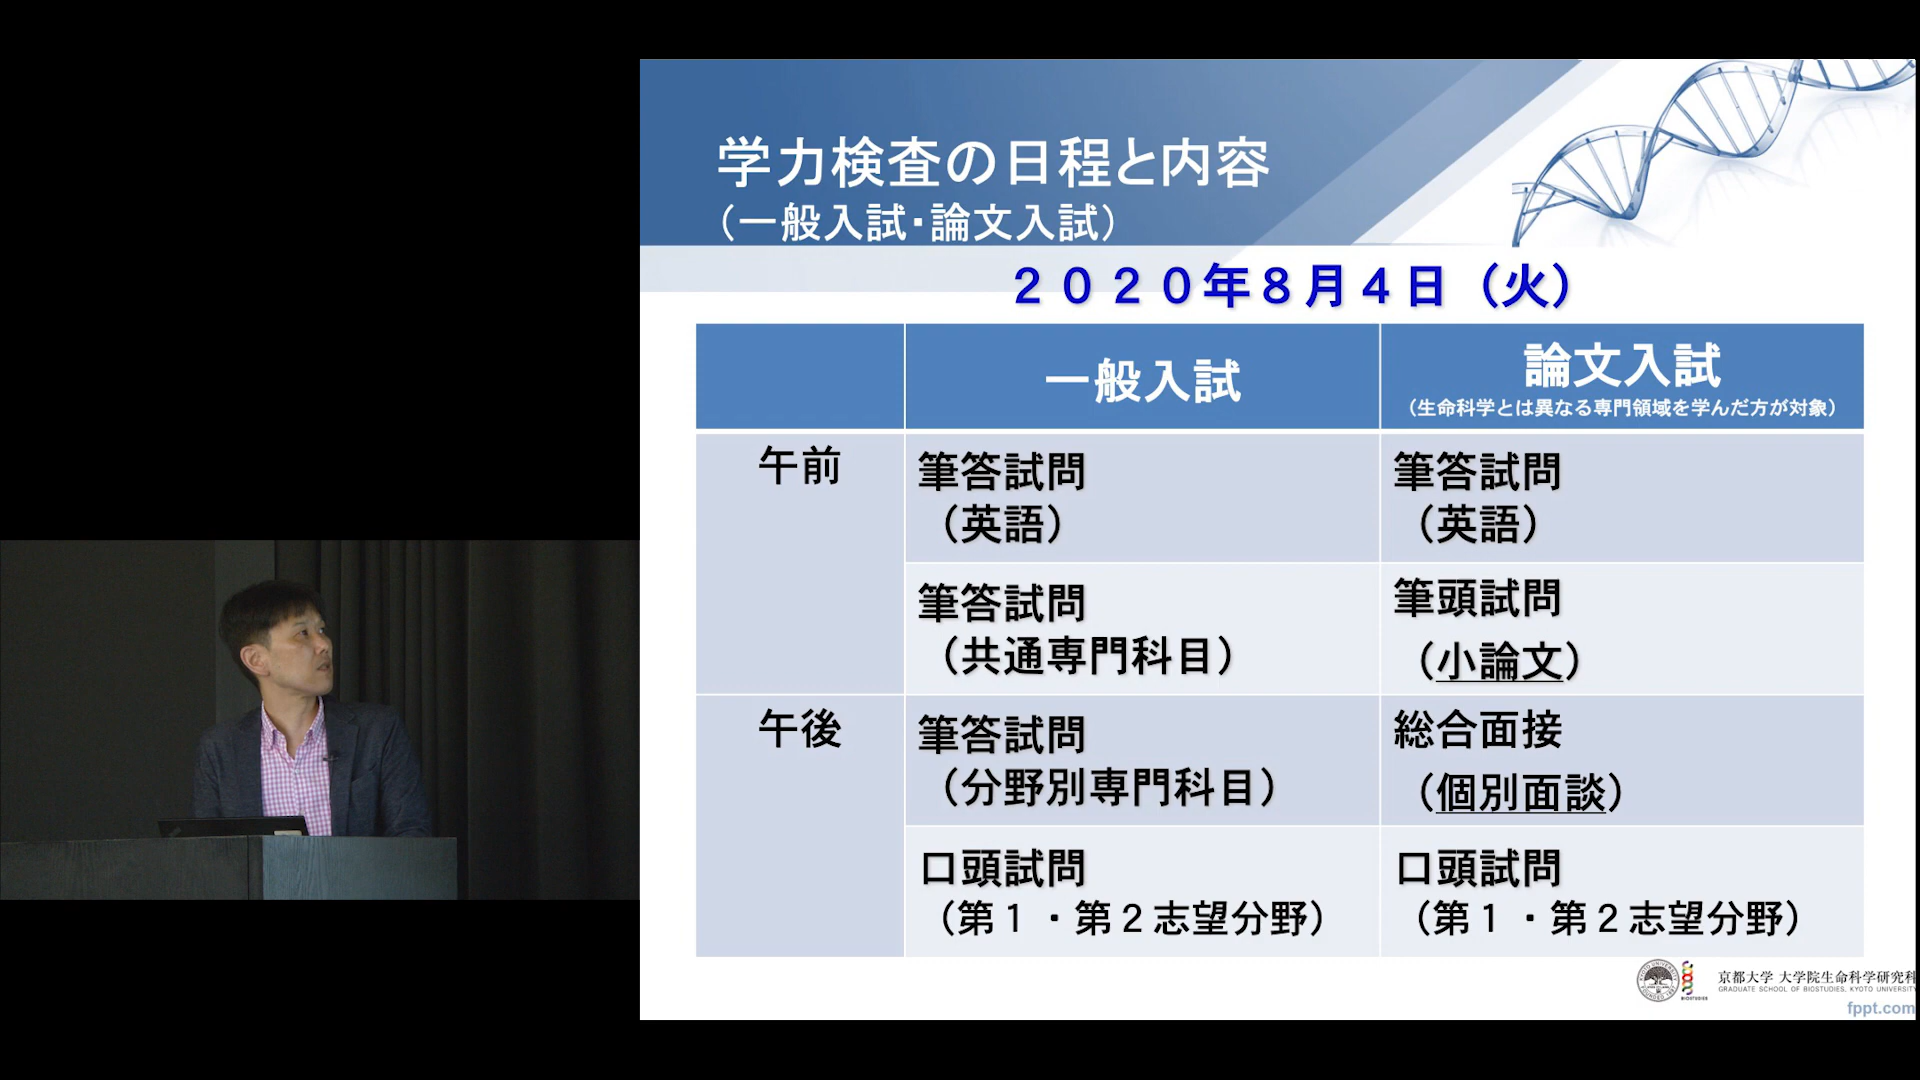 学力検査の日程と内容
（一般入試・論文入試）
２０２０年８月４日（火）
一般入試
論文入試
（生命科学とは異なる専門領域を学んだ方が対象）
午前
筆答試問
（英語）
筆答試問
（英語）
筆答試問
（共通専門科目）
筆頭試問
（小論文）
午後
筆答試問
（分野別専門科目）
総合面接
（個別面談）
口頭試問
（第１・第２志望分野）
口頭試問
（第１・第２志望分野）
京都大学 大学院生命科学研究科
GRADUATE SCHOOL OF BIOSTUDIES, KYOTO UNIVERSITY
BIOSTUDIES
fppt.com